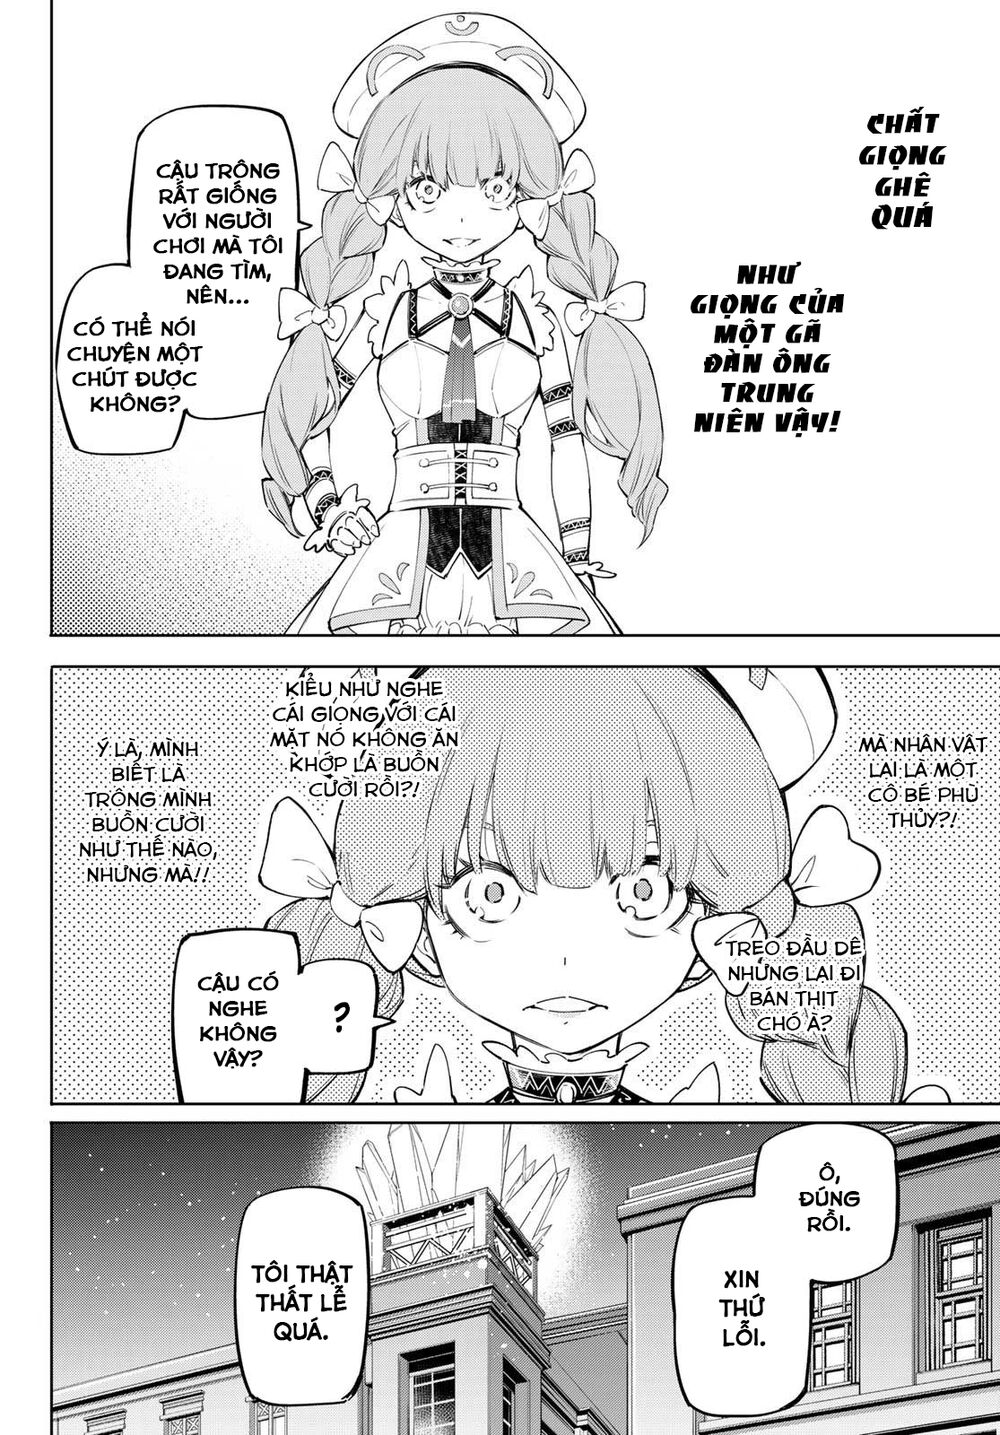 CHẤT
GIỌNG
GHÊ
QUÁ
NHƯ
GIỌNG CỦA
MỘT GÃ
ĐÀN ÔNG
TRUNG
NIÊN VẬY!
CẬU TRÔNG
RẤT GIỐNG
VỚI NGƯỜI
CHƠI MÀ TÔI
ĐANG TÌM,
NÊN...
CÓ THỂ NÓI
CHUYỆN MỘT
CHÚT ĐƯỢC
KHÔNG?
MÀ NHÂN VẬT
LẠI LÀ MỘT
CÔ BÉ PHÙ
THỦY?!
KIỂU NHƯ NGHE
CÁI GIỌNG VỚI CÁI
MẶT NÓ KHÔNG ĂN
KHỚP LÀ BUỒN
CƯỜI RỒI?!
Ý LÀ, MÌNH
BIẾT LÀ
TRÔNG MÌNH
BUỒN CƯỜI
NHƯ THẾ NÀO,
NHƯNG MÀ!!
TREO ĐẦU DÊ
NHƯNG LẠI ĐI
BÁN THỊT
CHÓ À?
?
CẬU CÓ
NGHE
KHÔNG
VẬY?
Ô,
ĐÚNG
RỒI.
XIN
THỨ
LỖI.
TÔI THẬT
THẤT LỄ
QUÁ.